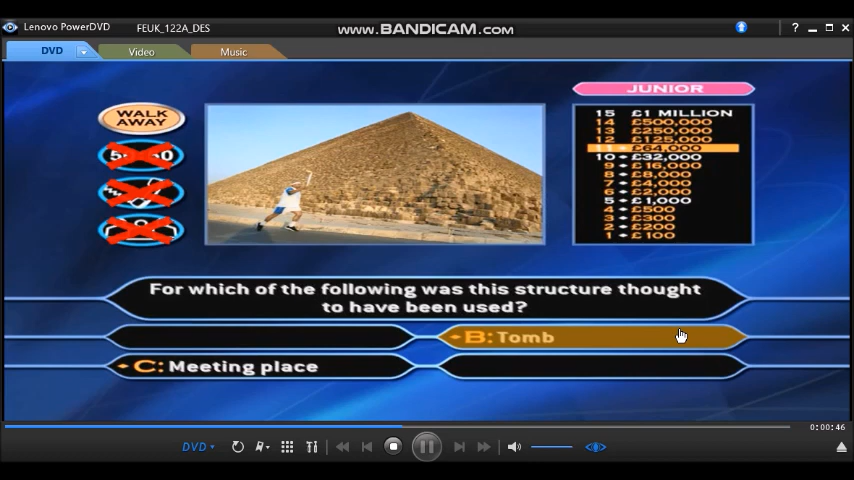 Lenovo PowerDVD
FEUK_122A_DES
www.BANDICAM.com
?
DVD
Video
Music
WALK AWAY
JUNIOR
15 £1 MILLION
14 £500,000
13 £250,000
12 £125,000
11 £64,000
10 £32,000
9 £16,000
8 £8,000
7 £4,000
6 £2,000
5 £1,000
4 £500
3 £300
2 £200
1 £100
For which of the following was this structure thought
to have been used?
B: Tomb
C: Meeting place
0:00:46
DVD